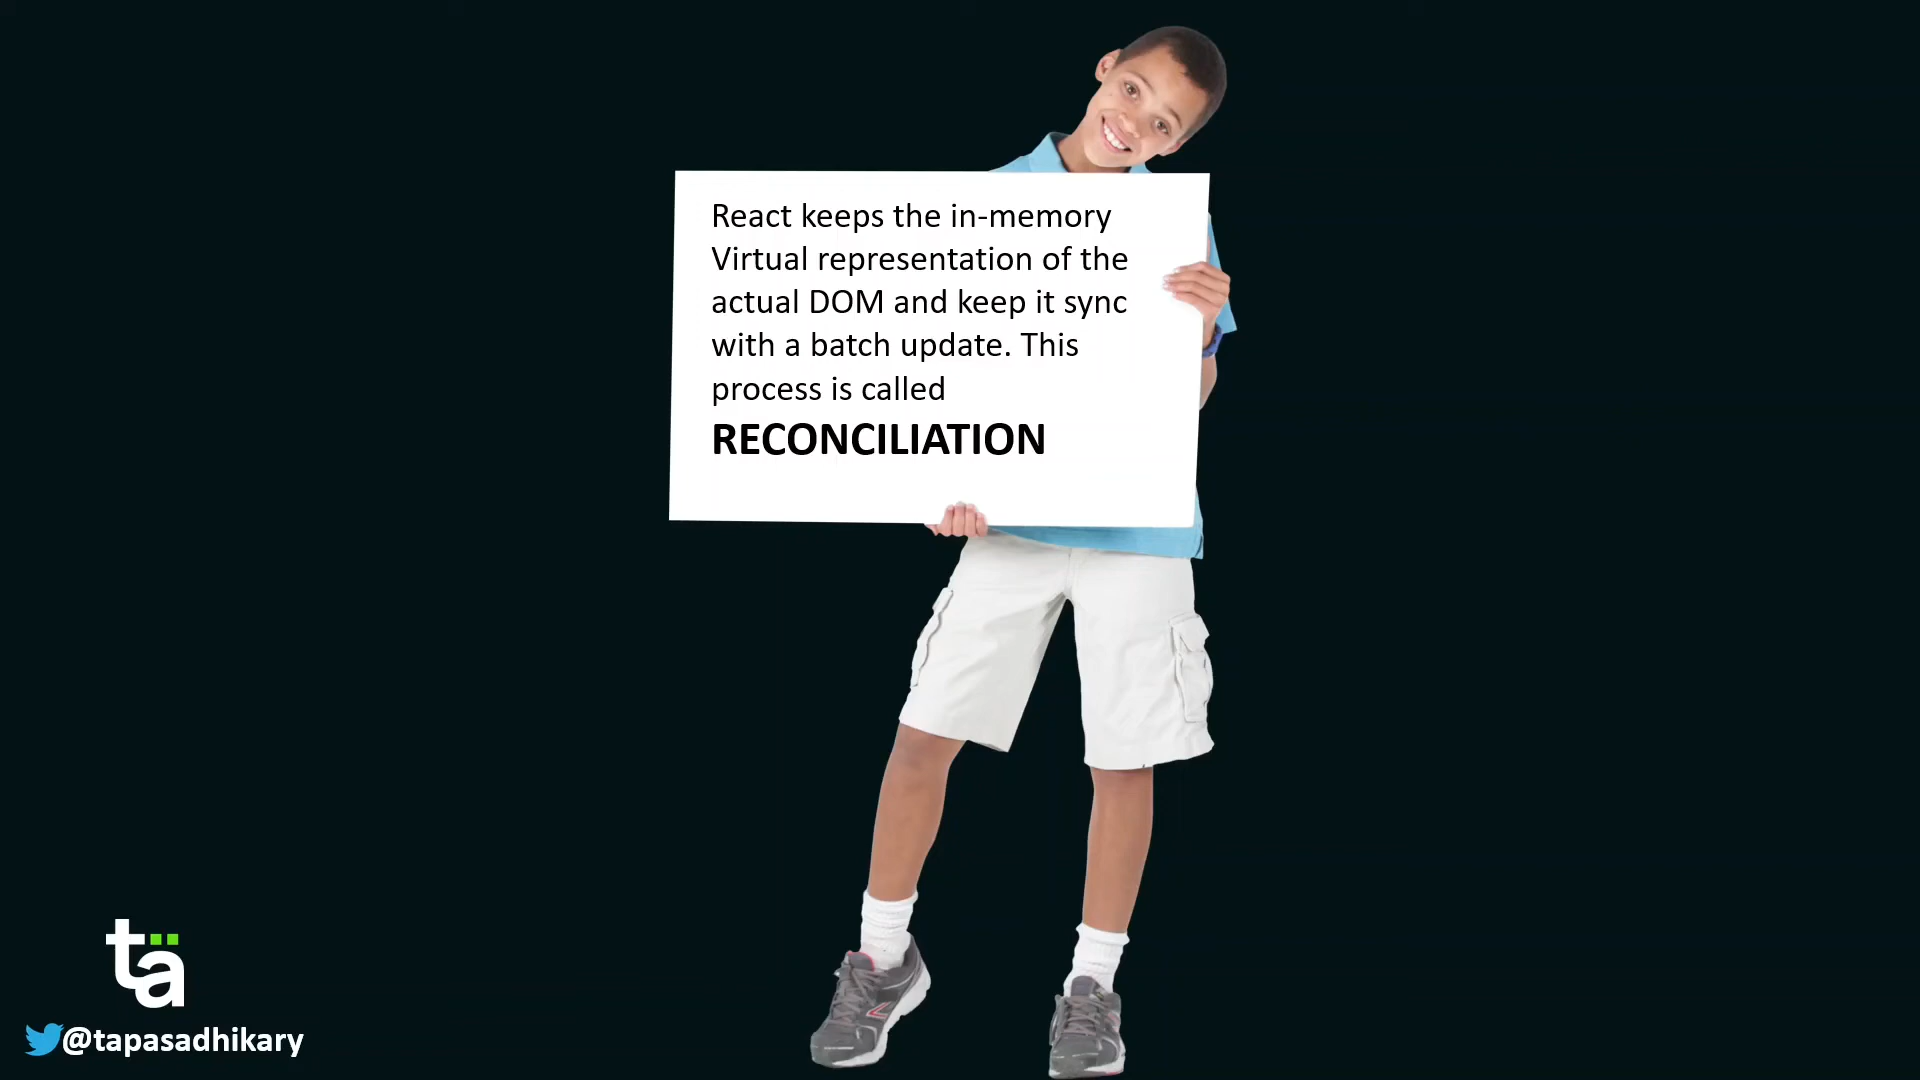 React keeps the in-memory
Virtual representation of the
actual DOM and keep it sync
with a batch update. This
process is called
RECONCILIATION
tä
@tapasadhikary